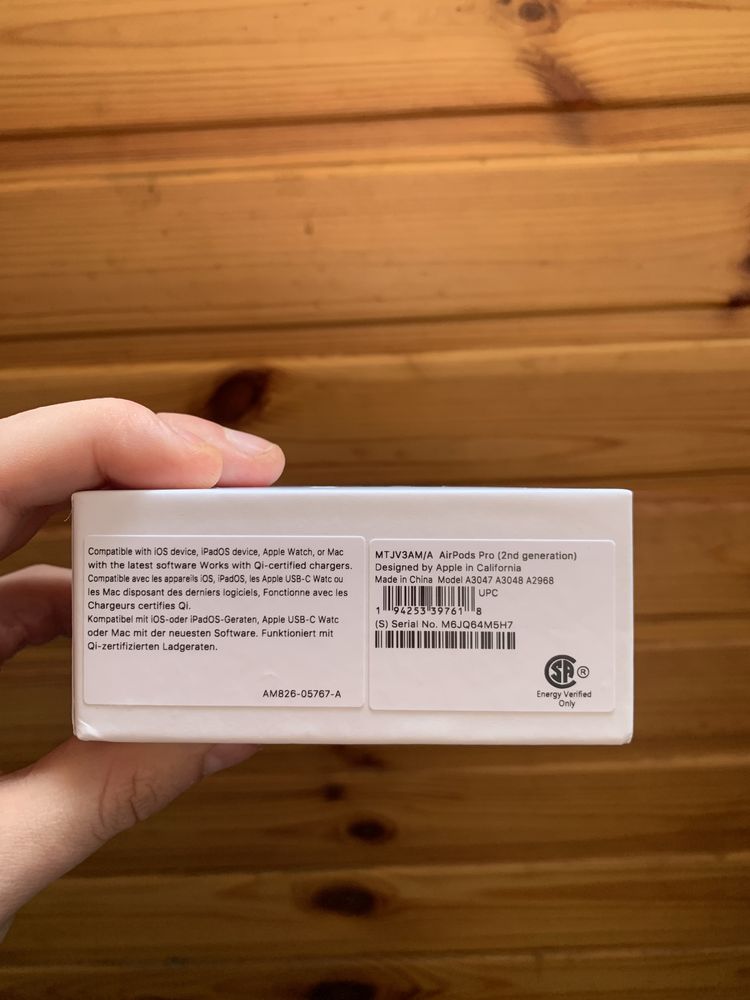 Compatible with iOS device, iPadOS device, Apple Watch, or Mac
with the latest software Works with Qi-certified chargers.
Compatible avec les appareils iOS, iPadOS, les Apple USB-C Watc ou
les Mac disposant des derniers logiciels, Fonctionne avec les
Chargeurs certifies Qi.
Kompatibel mit iOS-oder iPadOS-Geraten, Apple USB-C Watc
oder Mac mit der neuesten Software. Funktioniert mit
Qi-zertifizierten Ladgeraten.
AM826-05767-A
MTJV3AM/A AirPods Pro (2nd generation)
Designed by Apple in California
Made in China Model A3047 A3048 A2968
UPC
1 94253 39761 8
(S) Serial No. M6JQ64M5H7
SA ®
Energy Verified
Only